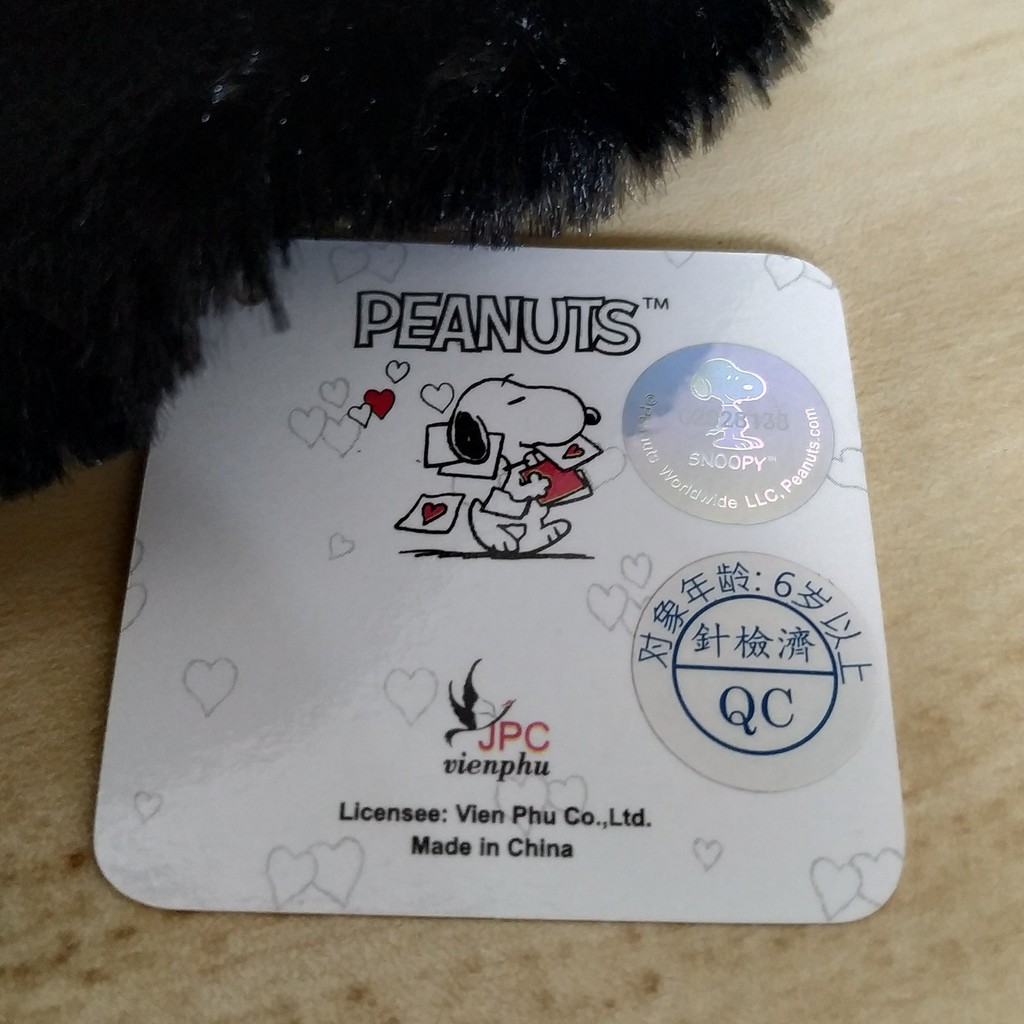 PEANUTS™
SNOOPY™
Worldwide LLC, Peanuts.com
对象年龄: 6岁以上
針檢濟
QC
JPC
vienphu
Licensee: Vien Phu Co.,Ltd.
Made in China